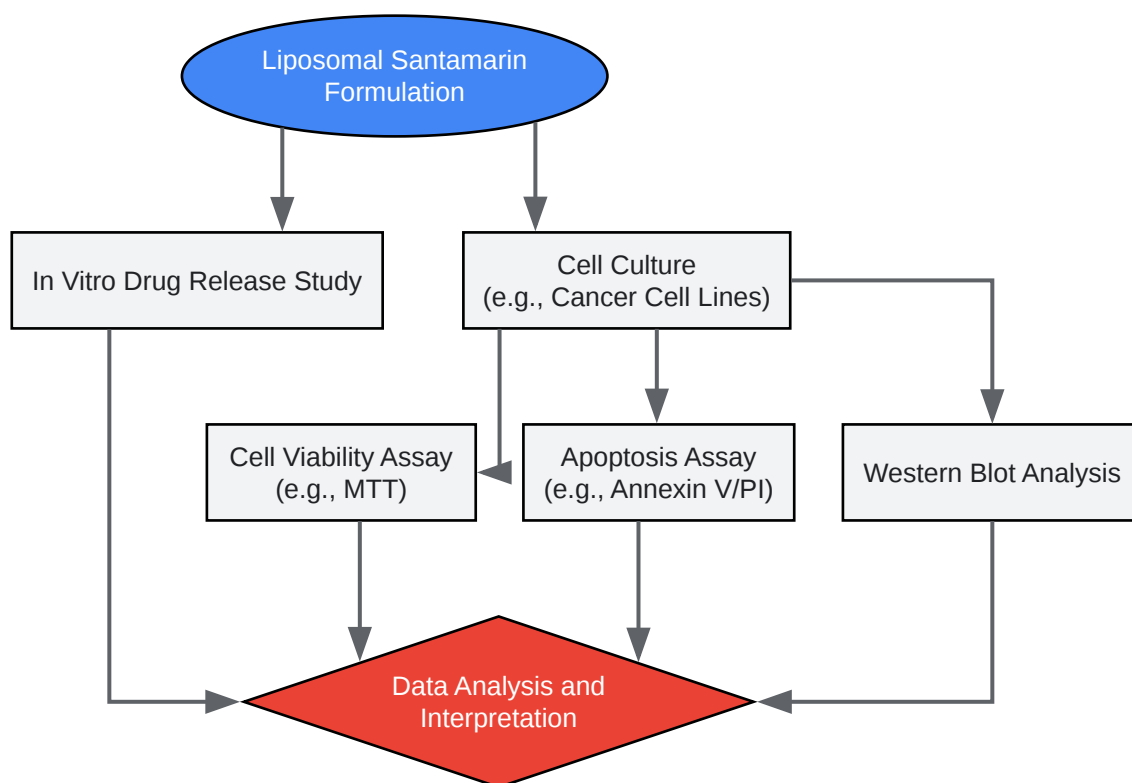 Liposomal Santamarin
Formulation
In Vitro Drug Release Study
Cell Culture
(e.g., Cancer Cell Lines)
Cell Viability Assay
(e.g., MTT)
Apoptosis Assay
(e.g., Annexin V/PI)
Western Blot Analysis
Data Analysis and
Interpretation